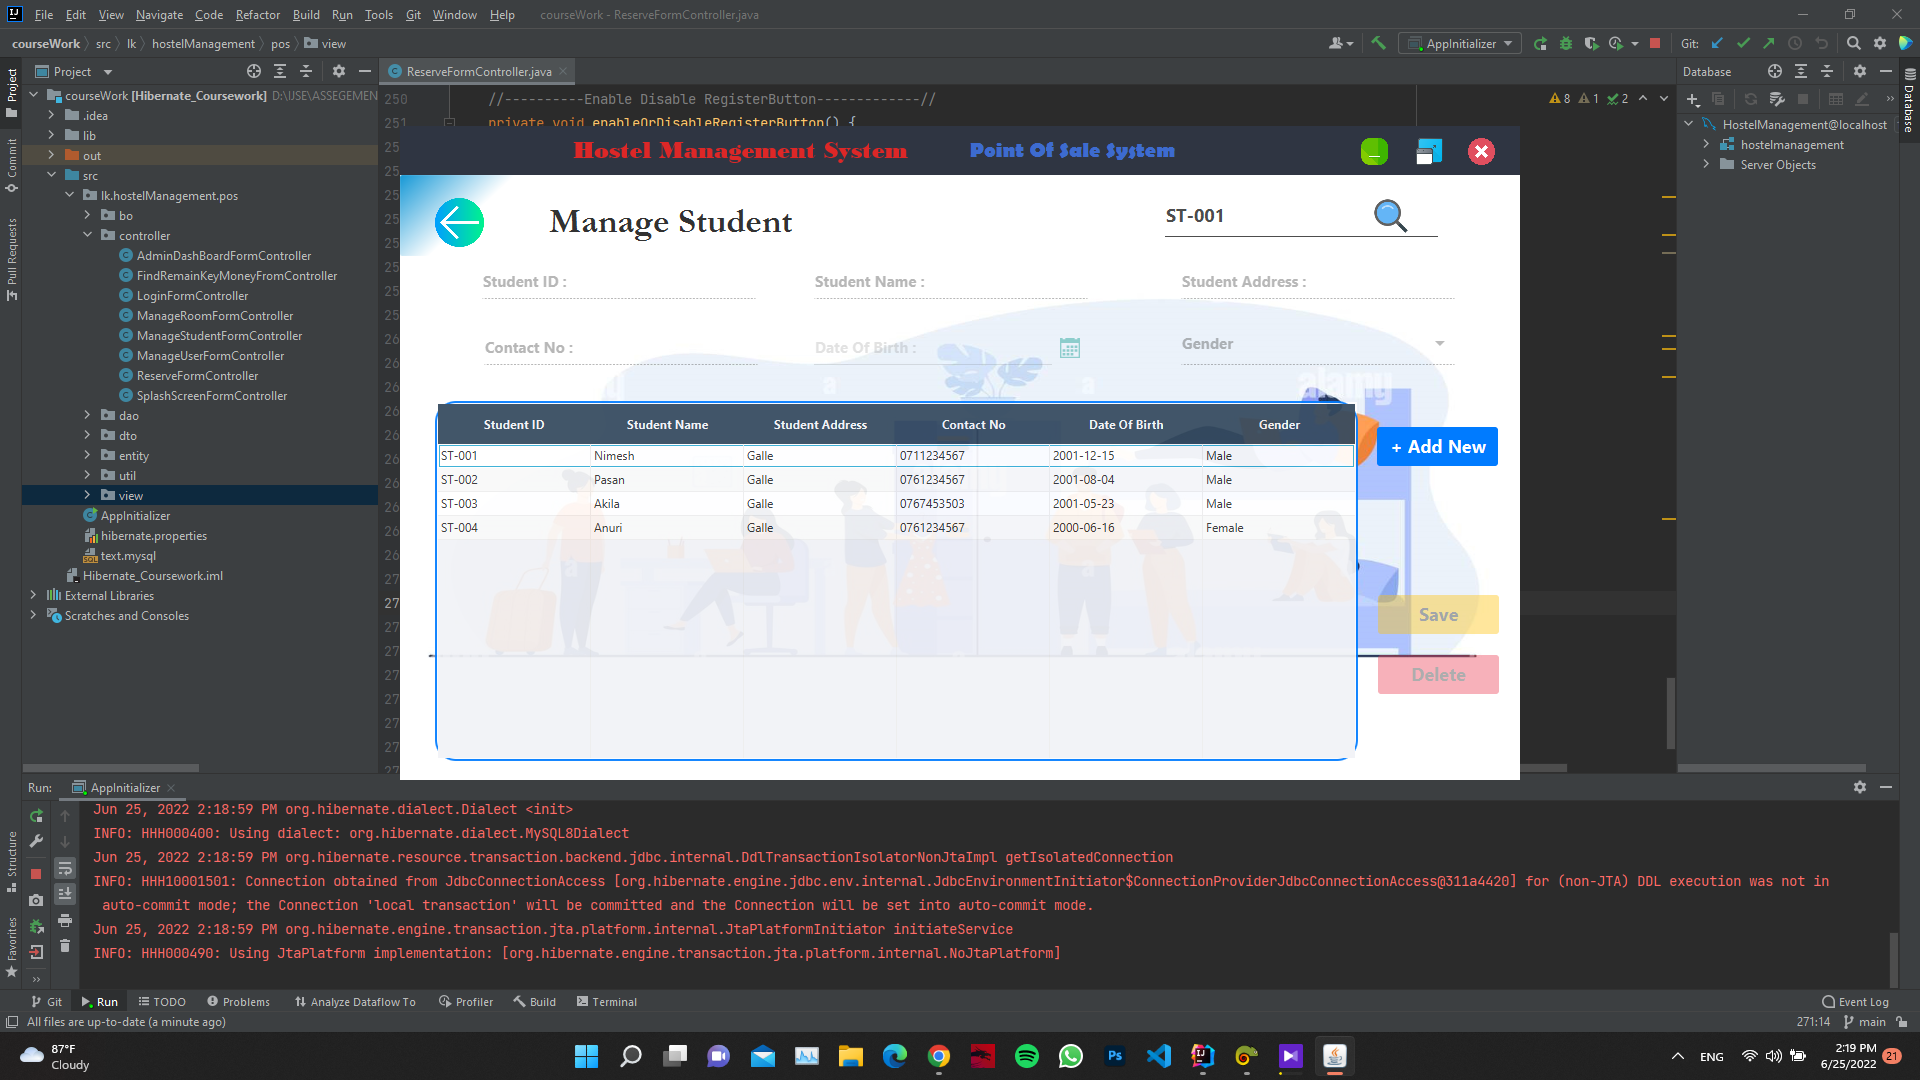 File Edit View Navigate Code Refactor Build Run Tools Git Window Help courseWork - ReserveFormController.java
courseWork src lk hostelManagement pos view
AppInitializer
Git:
Project
courseWork [Hibernate_Coursework] D:\IJSE\ASSEGEMEN
.idea
lib
out
src
lk.hostelManagement.pos
bo
controller
AdminDashBoardFormController
FindRemainKeyMoneyFromController
LoginFormController
ManageRoomFormController
ManageStudentFormController
ManageUserFormController
ReserveFormController
SplashScreenFormController
dao
dto
entity
util
view
AppInitializer
hibernate.properties
text.mysql
Hibernate_Coursework.iml
External Libraries
Scratches and Consoles
Project
Commit
Pull Request
Structure
Favorites
ReserveFormController.java
250 //----------Enable Disable RegisterButton-------------//
251 private void enableOrDisableRegisterButton() {
8 1 2
Database
HostelManagement@localhost
hostelmanagement
Server Objects
Database
Hostel Management System Point Of Sale System
Manage Student
ST-001
Student ID : Student Name : Student Address :
Contact No : Date Of Birth : Gender
alamy
Student ID Student Name Student Address Contact No Date Of Birth Gender
ST-001 Nimesh Galle 0711234567 2001-12-15 Male
ST-002 Pasan Galle 0761234567 2001-08-04 Male
ST-003 Akila Galle 0767453503 2001-05-23 Male
ST-004 Anuri Galle 0761234567 2000-06-16 Female
+ Add New
Save
Delete
Run: AppInitializer
Jun 25, 2022 2:18:59 PM org.hibernate.dialect.Dialect <init>
INFO: HHH000400: Using dialect: org.hibernate.dialect.MySQL8Dialect
Jun 25, 2022 2:18:59 PM org.hibernate.resource.transaction.backend.jdbc.internal.DdlTransactionIsolatorNonJtaImpl getIsolatedConnection
INFO: HHH10001501: Connection obtained from JdbcConnectionAccess [org.hibernate.engine.jdbc.env.internal.JdbcEnvironmentInitiator$ConnectionProviderJdbcConnectionAccess@311a4420] for (non-JTA) DDL execution was not in
auto-commit mode; the Connection 'local transaction' will be committed and the Connection will be set into auto-commit mode.
Jun 25, 2022 2:18:59 PM org.hibernate.engine.transaction.jta.platform.internal.JtaPlatformInitiator initiateService
INFO: HHH000490: Using JtaPlatform implementation: [org.hibernate.engine.transaction.jta.platform.internal.NoJtaPlatform]
Git Run TODO Problems Analyze Dataflow To Profiler Build Terminal Event Log
All files are up-to-date (a minute ago) 271:14 main
87°F
Cloudy
Ps
ENG
2:19 PM
6/25/2022
21